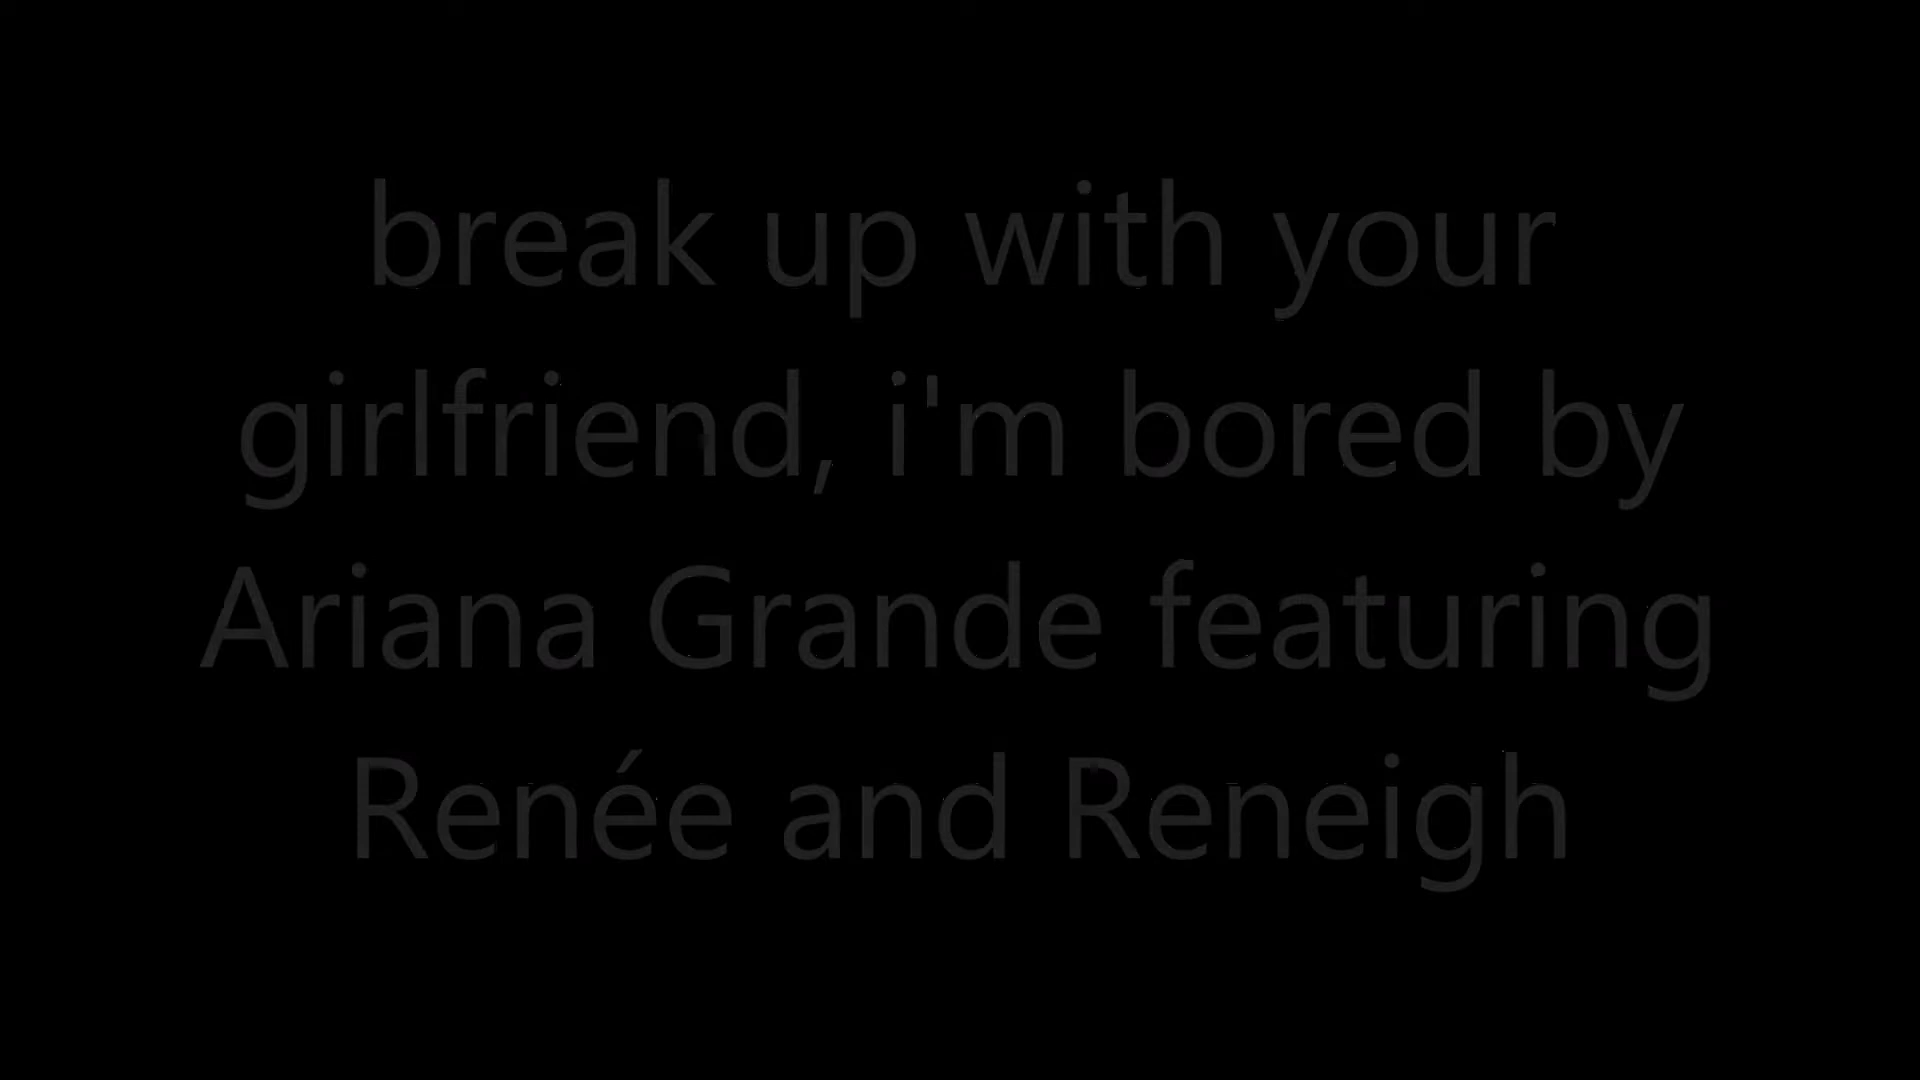 break up with your
girlfriend, i'm bored by
Ariana Grande featuring
Renée and Reneigh